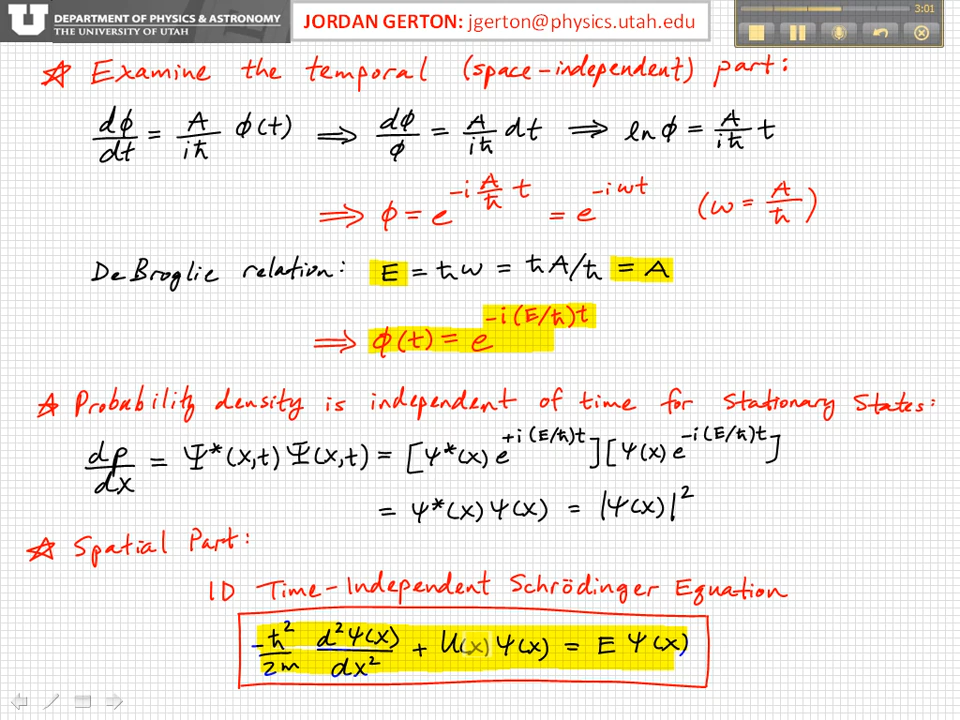 DEPARTMENT OF PHYSICS & ASTRONOMY
THE UNIVERSITY OF UTAH
JORDAN GERTON: jgerton@physics.utah.edu
3:01
☆ Examine the temporal (space-independent) part:
dϕ/dt = A/iħ ϕ(t) ⟹ dϕ/ϕ = A/iħ dt ⟹ ln ϕ = A/iħ t
⟹ ϕ = e^(-i A/ħ t) = e^(-iωt) (ω = A/ħ)
DeBroglie relation: E = ħω = ħA/ħ = A
⟹ ϕ(t) = e^(-i(E/ħ)t)
☆ Probability density is independent of time for Stationary States:
dp/dx = Ψ*(x,t) Ψ(x,t) = [ψ*(x) e^(+i(E/ħ)t)][ψ(x) e^(-i(E/ħ)t)]
= ψ*(x) ψ(x) = |ψ(x)|²
☆ Spatial Part:
1D Time-Independent Schrödinger Equation
-ħ²/2m d²ψ(x)/dx² + U(x) ψ(x) = E ψ(x)